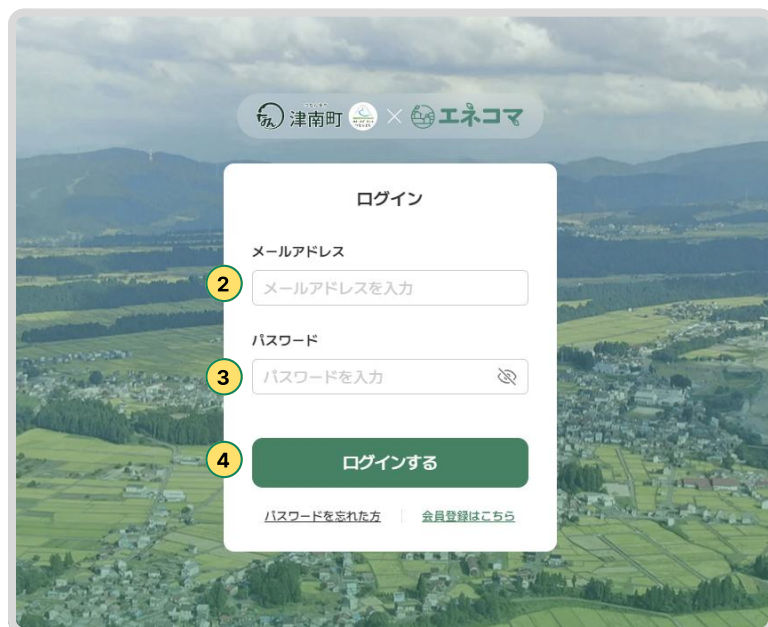 津南町 × エネコマ
ログイン
メールアドレス
2 メールアドレスを入力
パスワード
3 パスワードを入力
4 ログインする
パスワードを忘れた方 会員登録はこちら